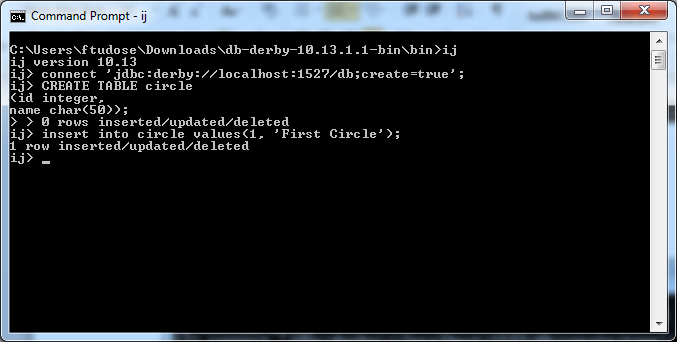 Command Prompt - ij
C:\Users\ftudose\Downloads\db-derby-10.13.1.1-bin\bin>ij
ij version 10.13
ij> connect 'jdbc:derby://localhost:1527/db;create=true';
ij> CREATE TABLE circle
(id integer,
name char(50));
> > 0 rows inserted/updated/deleted
ij> insert into circle values(1, 'First Circle');
1 row inserted/updated/deleted
ij> _